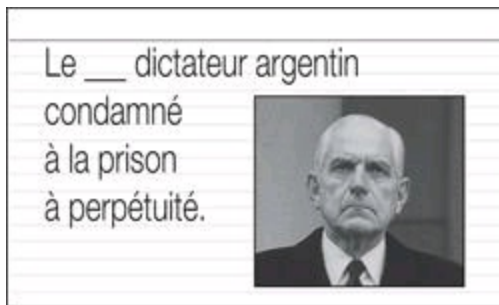 Le ___ dictateur argentin
condamné
à la prison
à perpétuité.